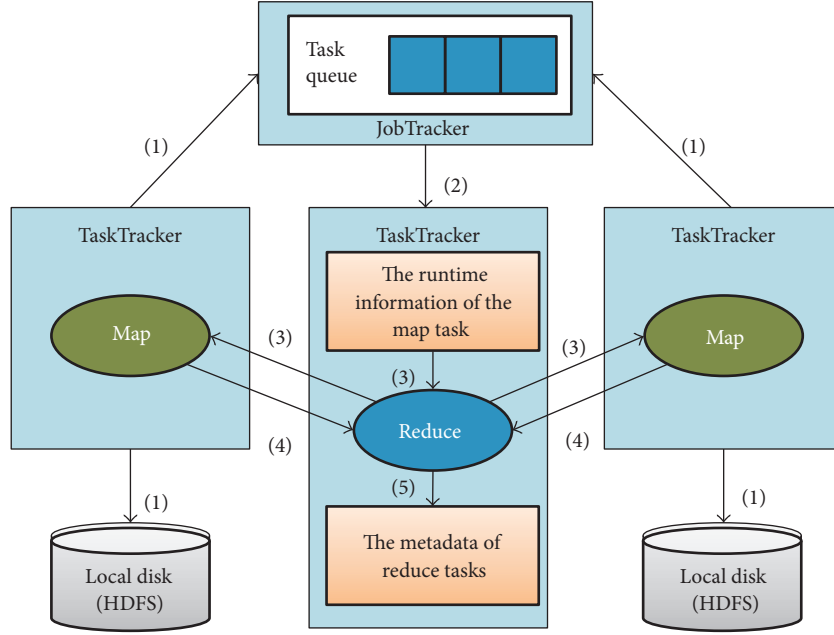 Task
queue
JobTracker
(1)
(1)
(2)
TaskTracker
TaskTracker
TaskTracker
The runtime
information of the
map task
Map
Map
(3)
(3)
(3)
Reduce
(4)
(4)
(5)
(1)
(1)
The metadata of
reduce tasks
Local disk
(HDFS)
Local disk
(HDFS)